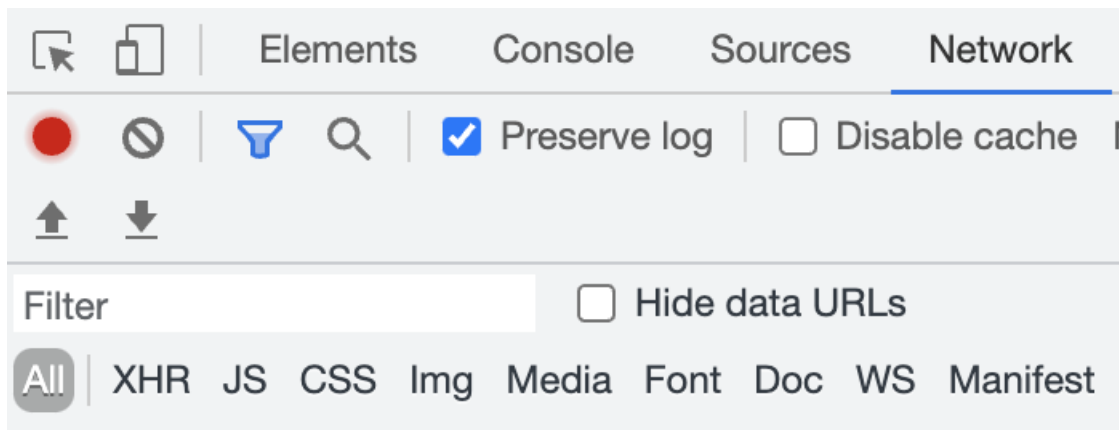 Elements Console Sources Network
Preserve log Disable cache
Filter Hide data URLs
All XHR JS CSS Img Media Font Doc WS Manifest